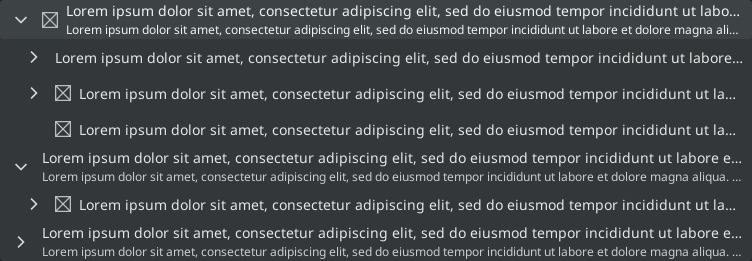 Lorem ipsum dolor sit amet, consectetur adipiscing elit, sed do eiusmod tempor incididunt ut labo...
Lorem ipsum dolor sit amet, consectetur adipiscing elit, sed do eiusmod tempor incididunt ut labore et dolore magna ali...
Lorem ipsum dolor sit amet, consectetur adipiscing elit, sed do eiusmod tempor incididunt ut labore...
Lorem ipsum dolor sit amet, consectetur adipiscing elit, sed do eiusmod tempor incididunt ut la...
Lorem ipsum dolor sit amet, consectetur adipiscing elit, sed do eiusmod tempor incididunt ut la...
Lorem ipsum dolor sit amet, consectetur adipiscing elit, sed do eiusmod tempor incididunt ut labore e...
Lorem ipsum dolor sit amet, consectetur adipiscing elit, sed do eiusmod tempor incididunt ut labore et dolore magna aliqua. ...
Lorem ipsum dolor sit amet, consectetur adipiscing elit, sed do eiusmod tempor incididunt ut la...
Lorem ipsum dolor sit amet, consectetur adipiscing elit, sed do eiusmod tempor incididunt ut labore e...
Lorem ipsum dolor sit amet, consectetur adipiscing elit, sed do eiusmod tempor incididunt ut labore et dolore magna aliqua. ...